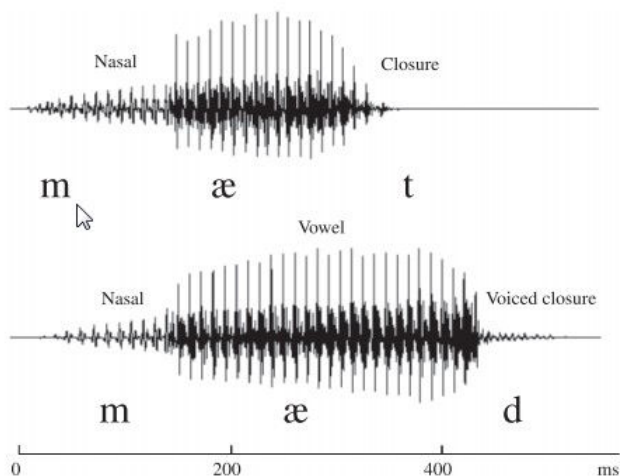 Nasal Closure
m æ t
Vowel
Nasal Voiced closure
m æ d
0 200 400 ms